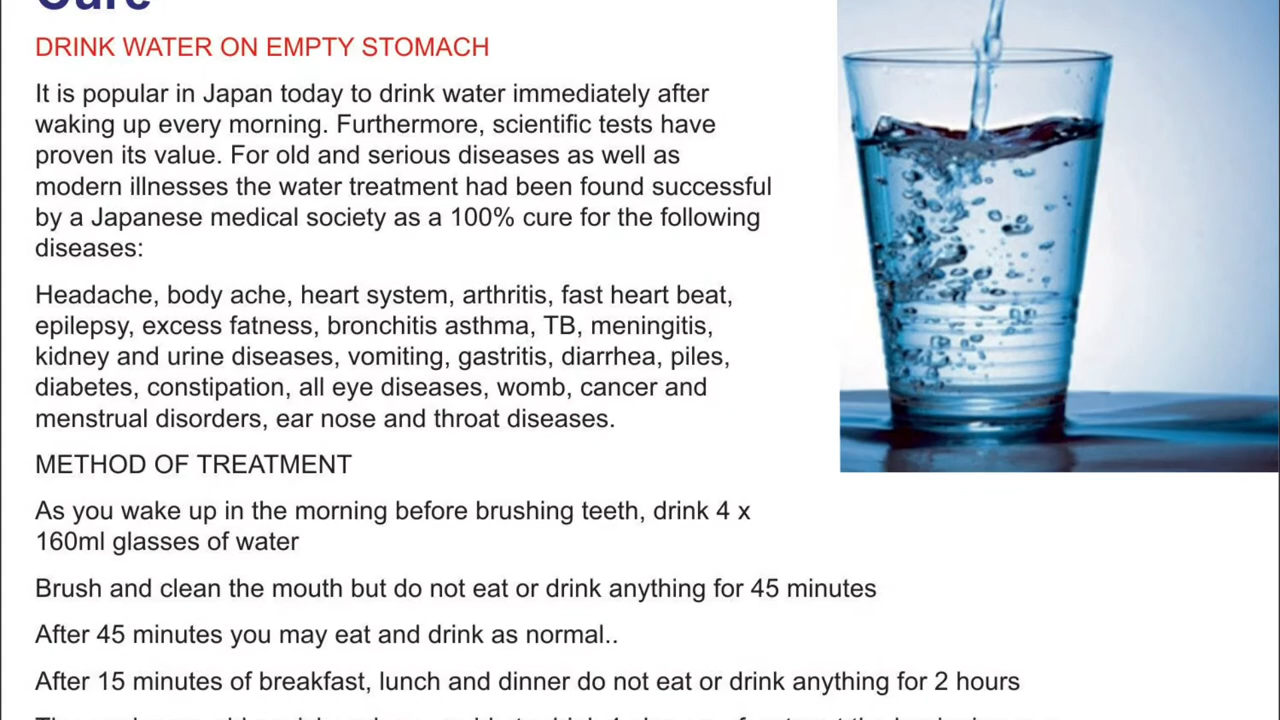 Cure
DRINK WATER ON EMPTY STOMACH
It is popular in Japan today to drink water immediately after
waking up every morning. Furthermore, scientific tests have
proven its value. For old and serious diseases as well as
modern illnesses the water treatment had been found successful
by a Japanese medical society as a 100% cure for the following
diseases:
Headache, body ache, heart system, arthritis, fast heart beat,
epilepsy, excess fatness, bronchitis asthma, TB, meningitis,
kidney and urine diseases, vomiting, gastritis, diarrhea, piles,
diabetes, constipation, all eye diseases, womb, cancer and
menstrual disorders, ear nose and throat diseases.
METHOD OF TREATMENT
As you wake up in the morning before brushing teeth, drink 4 x
160ml glasses of water
Brush and clean the mouth but do not eat or drink anything for 45 minutes
After 45 minutes you may eat and drink as normal..
After 15 minutes of breakfast, lunch and dinner do not eat or drink anything for 2 hours